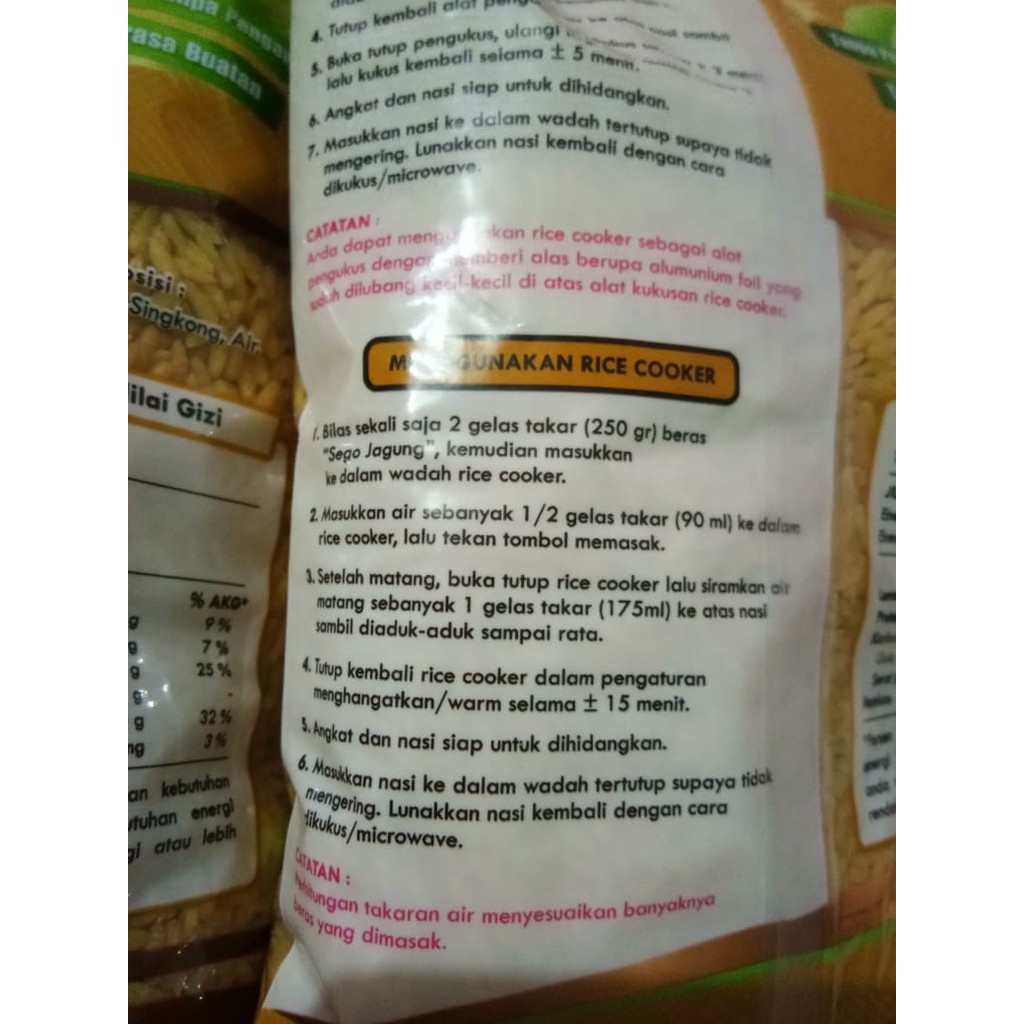 4. Tutup kembali alat
5. Buka tutup pengukus, ulangi
lalu kukus kembali selama ± 5 menit.
6. Angkat dan nasi siap untuk dihidangkan.
7. Masukkan nasi ke dalam wadah tertutup supaya tidak
mengering. Lunakkan nasi kembali dengan cara
dikukus/microwave.
CATATAN :
Anda dapat menggunakan rice cooker sebagai alat
pengukus dengan memberi alas berupa alumunium foil yang
sudah dilubang kecil-kecil di atas alat kukusan rice cooker.
MENGGUNAKAN RICE COOKER
1. Bilas sekali saja 2 gelas takar (250 gr) beras
"Sego Jagung", kemudian masukkan
ke dalam wadah rice cooker.
2. Masukkan air sebanyak 1/2 gelas takar (90 ml) ke dalam
rice cooker, lalu tekan tombol memasak.
3. Setelah matang, buka tutup rice cooker lalu siramkan air
matang sebanyak 1 gelas takar (175ml) ke atas nasi
sambil diaduk-aduk sampai rata.
4. Tutup kembali rice cooker dalam pengaturan
menghangatkan/warm selama ± 15 menit.
5. Angkat dan nasi siap untuk dihidangkan.
6. Masukkan nasi ke dalam wadah tertutup supaya tidak
mengering. Lunakkan nasi kembali dengan cara
dikukus/microwave.
CATATAN :
Perhitungan takaran air menyesuaikan banyaknya
beras yang dimasak.
rasa Buatan
osisi :
Singkong, Air.
ilai Gizi
% AKG*
g 9 %
g 7 %
g 25 %
g -
g 32 %
mg 3 %
an kebutuhan
utuhan energi
gi atau lebih